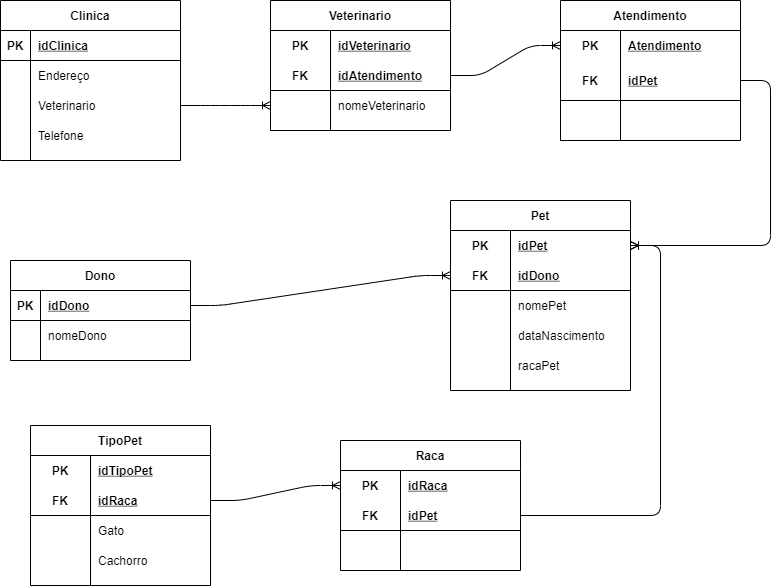 Clinica
PK idClinica
Endereço
Veterinario
Telefone
Veterinario
PK idVeterinario
FK idAtendimento
nomeVeterinario
Atendimento
PK Atendimento
FK idPet
Pet
PK idPet
FK idDono
nomePet
dataNascimento
racaPet
Dono
PK idDono
nomeDono
TipoPet
PK idTipoPet
FK idRaca
Gato
Cachorro
Raca
PK idRaca
FK idPet